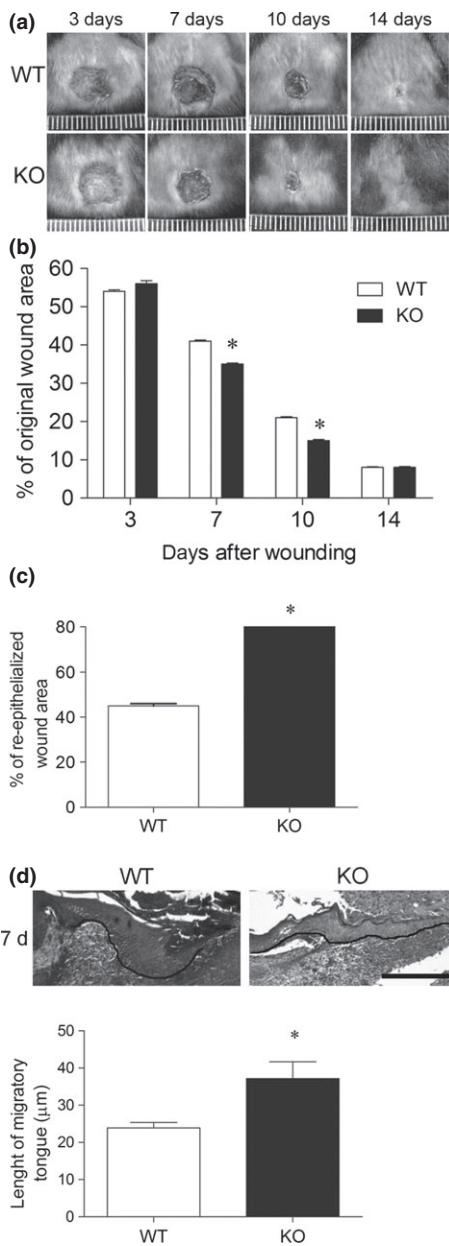 (a) 3 days 7 days 10 days 14 days
WT
KO
(b)
60
50
40
30
20
10
0
% of original wound area
WT
KO
*
*
3 7 10 14
Days after wounding
(c)
80
60
40
20
0
% of re-epithelialized
wound area
*
WT KO
(d) WT KO
7 d
50
40
30
20
10
0
Lenght of migratory
tongue (μm)
*
WT KO